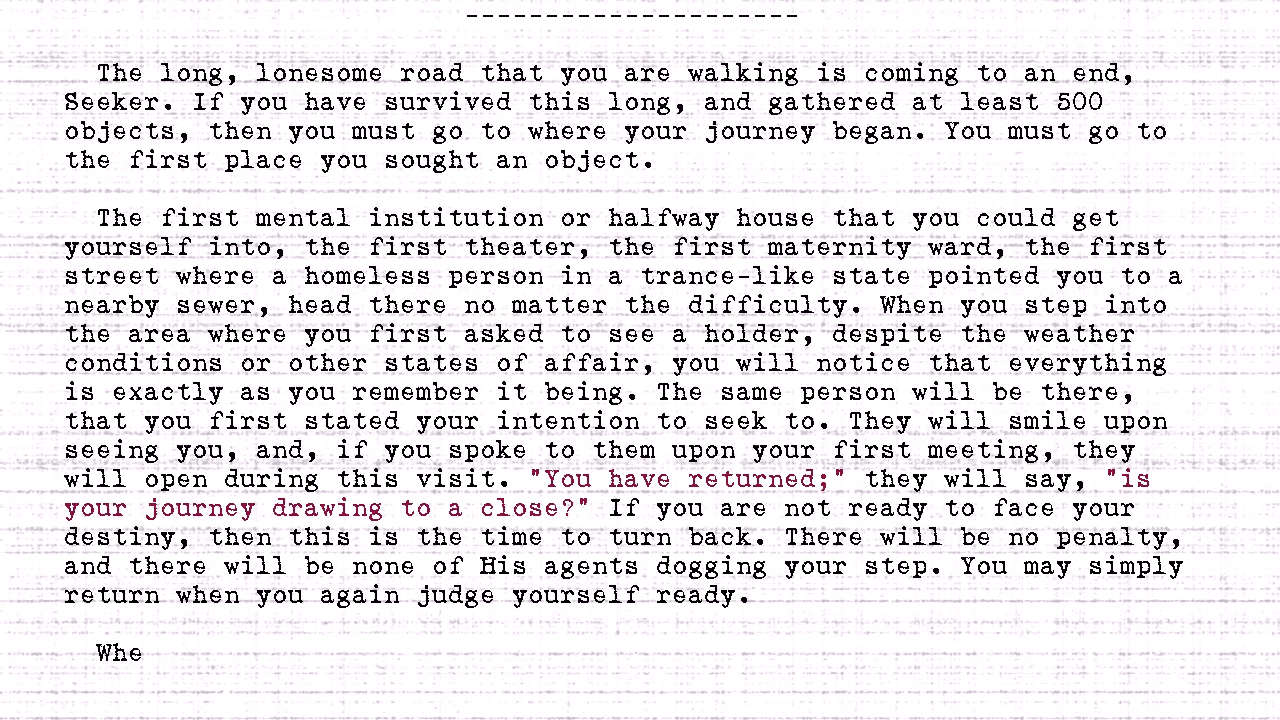 ---------------------
The long, lonesome road that you are walking is coming to an end,
Seeker. If you have survived this long, and gathered at least 500
objects, then you must go to where your journey began. You must go to
the first place you sought an object.
The first mental institution or halfway house that you could get
yourself into, the first theater, the first maternity ward, the first
street where a homeless person in a trance-like state pointed you to a
nearby sewer, head there no matter the difficulty. When you step into
the area where you first asked to see a holder, despite the weather
conditions or other states of affair, you will notice that everything
is exactly as you remember it being. The same person will be there,
that you first stated your intention to seek to. They will smile upon
seeing you, and, if you spoke to them upon your first meeting, they
will open during this visit. "You have returned;" they will say, "is
your journey drawing to a close?" If you are not ready to face your
destiny, then this is the time to turn back. There will be no penalty,
and there will be none of His agents dogging your step. You may simply
return when you again judge yourself ready.
Whe